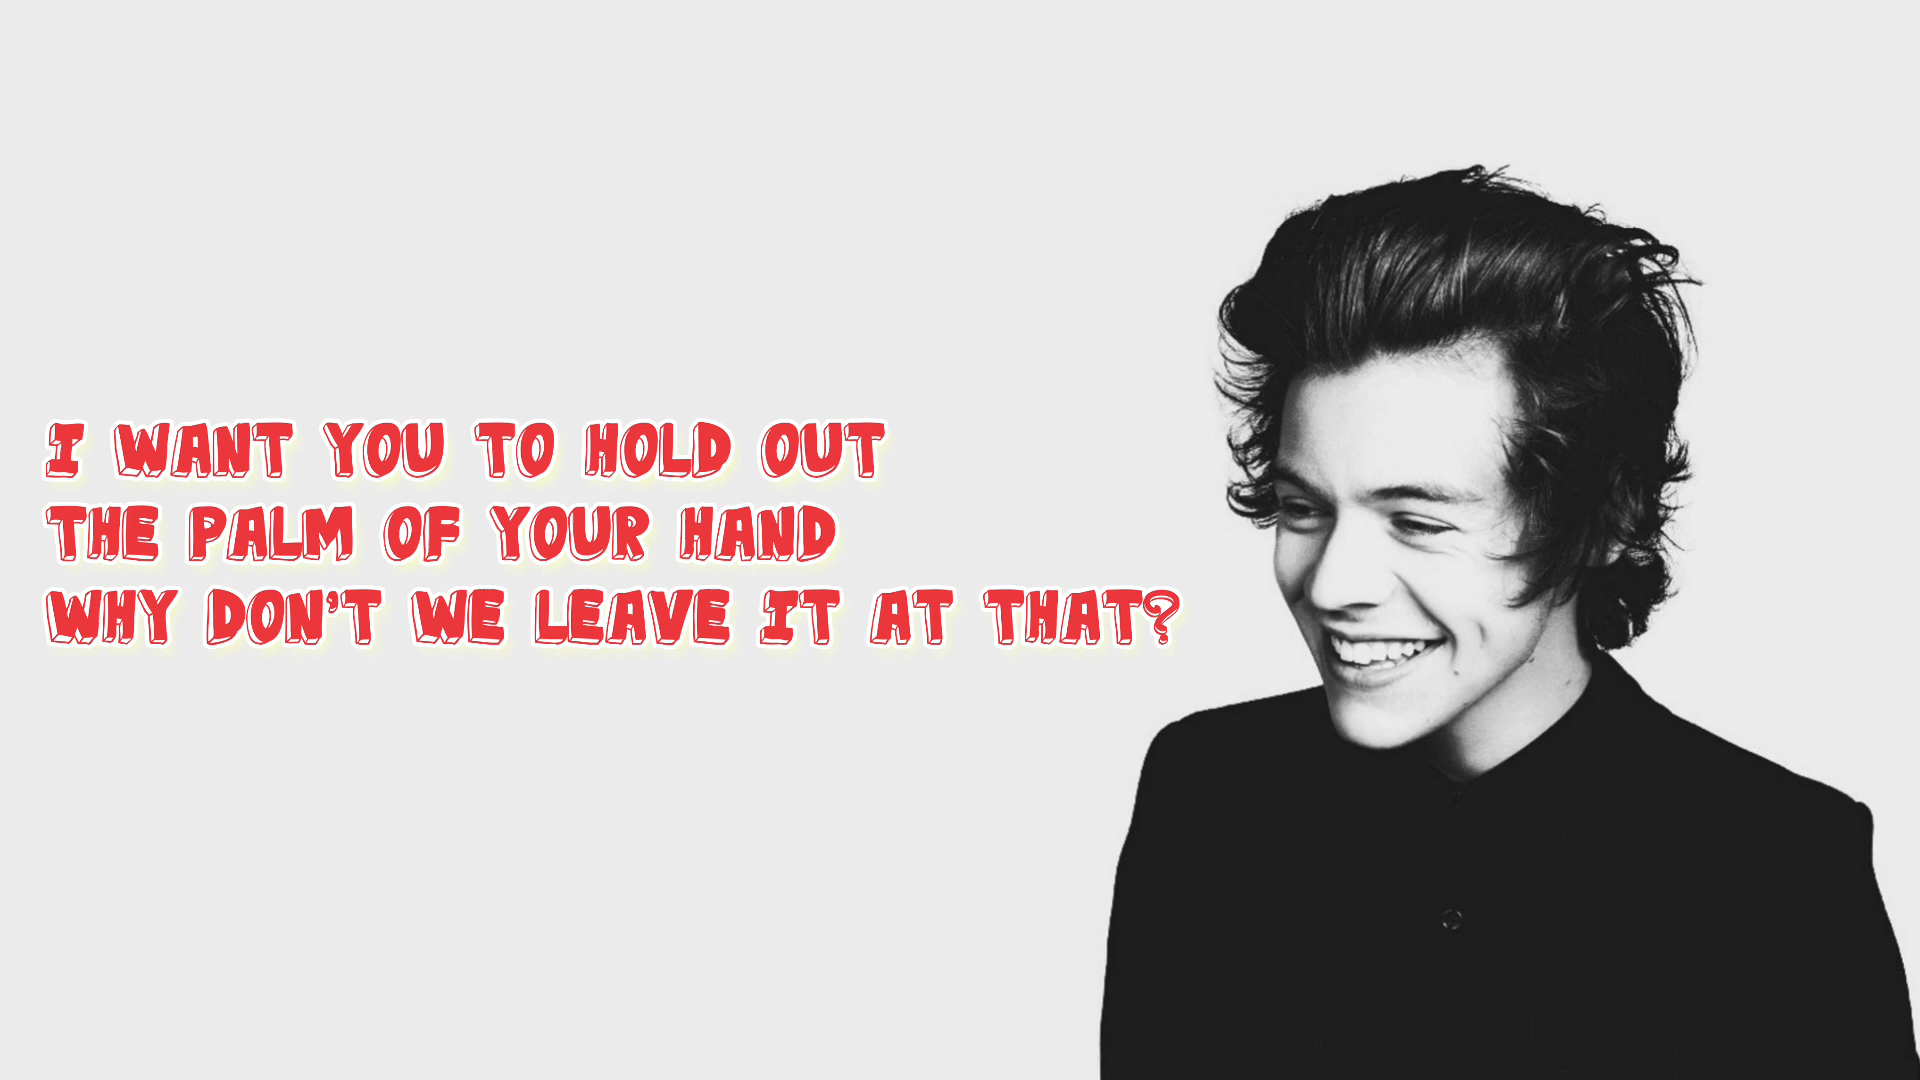 I WANT YOU TO HOLD OUT
THE PALM OF YOUR HAND
WHY DON'T WE LEAVE IT AT THAT?